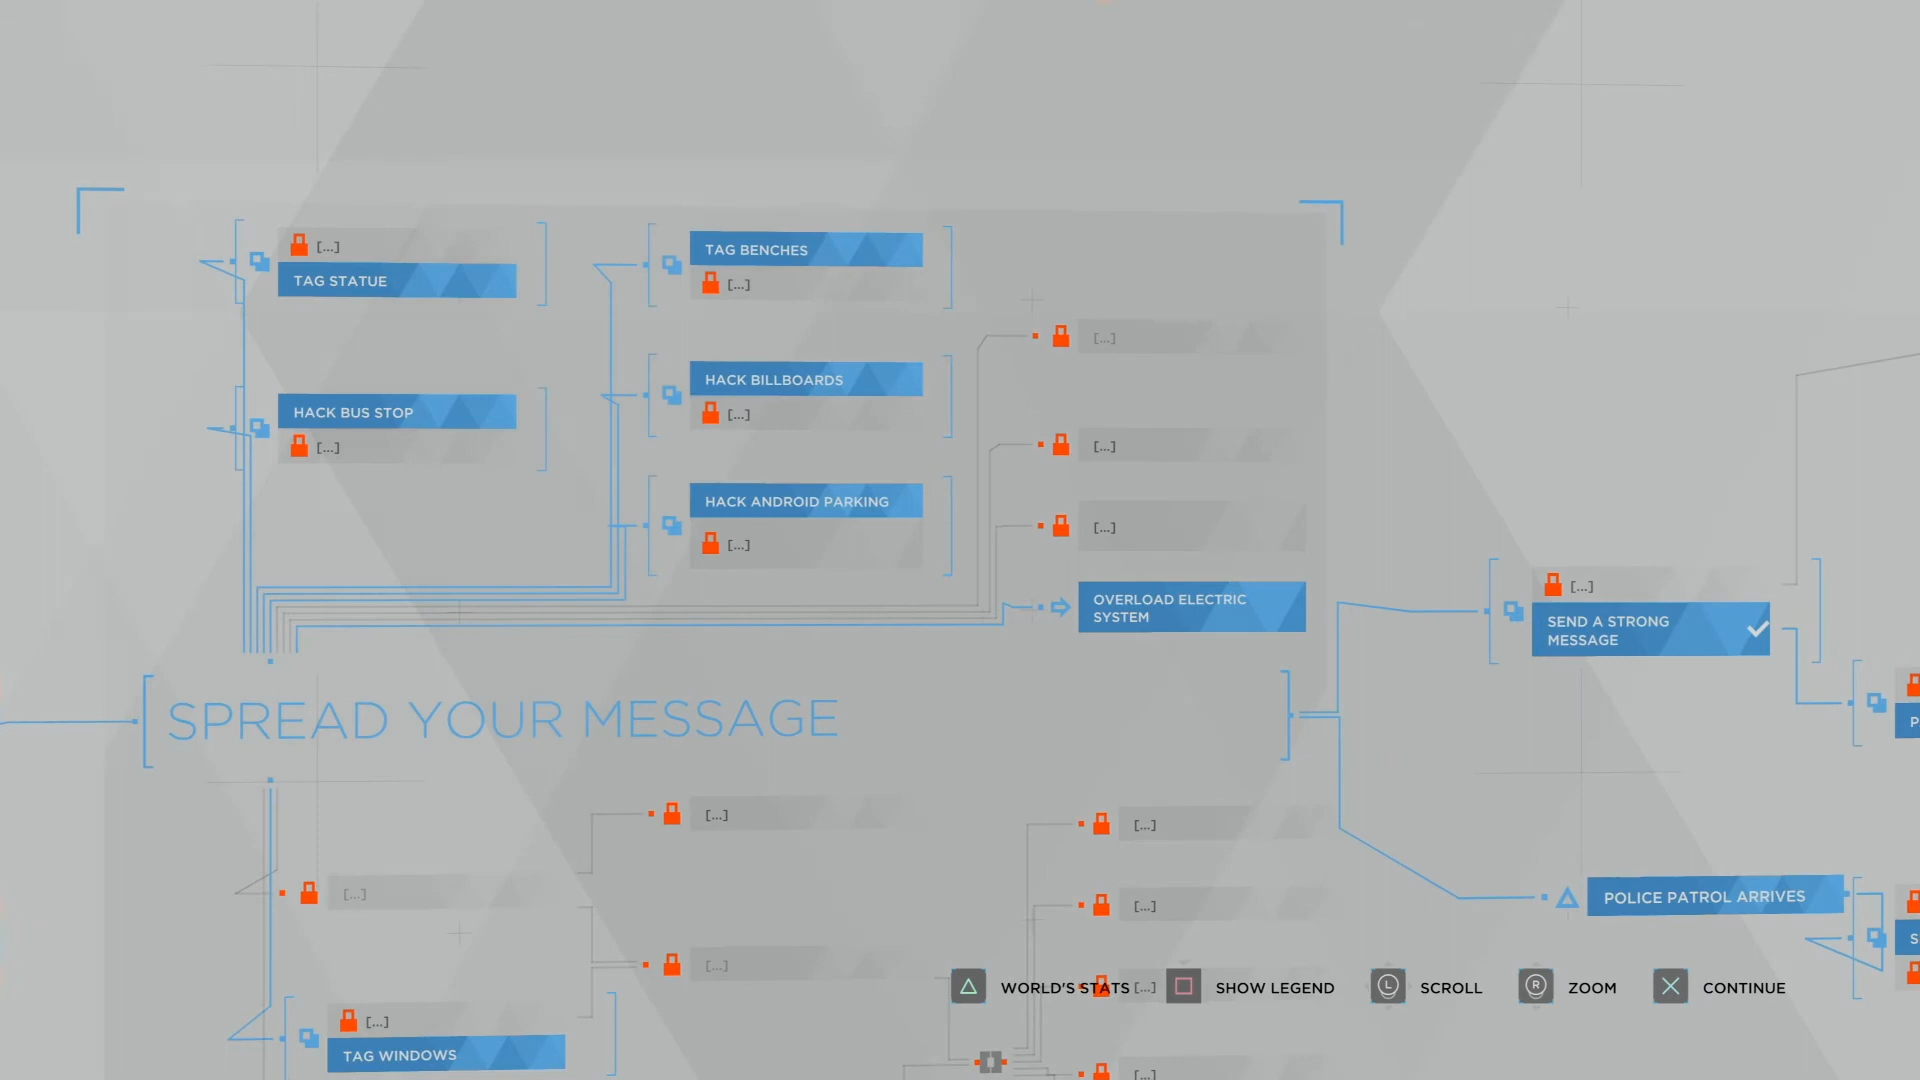 [...]
TAG STATUE
TAG BENCHES
[...]
[...]
HACK BILLBOARDS
[...]
HACK BUS STOP
[...]
[...]
HACK ANDROID PARKING
[...]
[...]
OVERLOAD ELECTRIC
SYSTEM
[...]
SEND A STRONG
MESSAGE
SPREAD YOUR MESSAGE
P
[...]
[...]
[...]
[...]
POLICE PATROL ARRIVES
S
[...]
WORLD'S STATS
[...]
SHOW LEGEND
L
SCROLL
R
ZOOM
CONTINUE
[...]
TAG WINDOWS
[...]